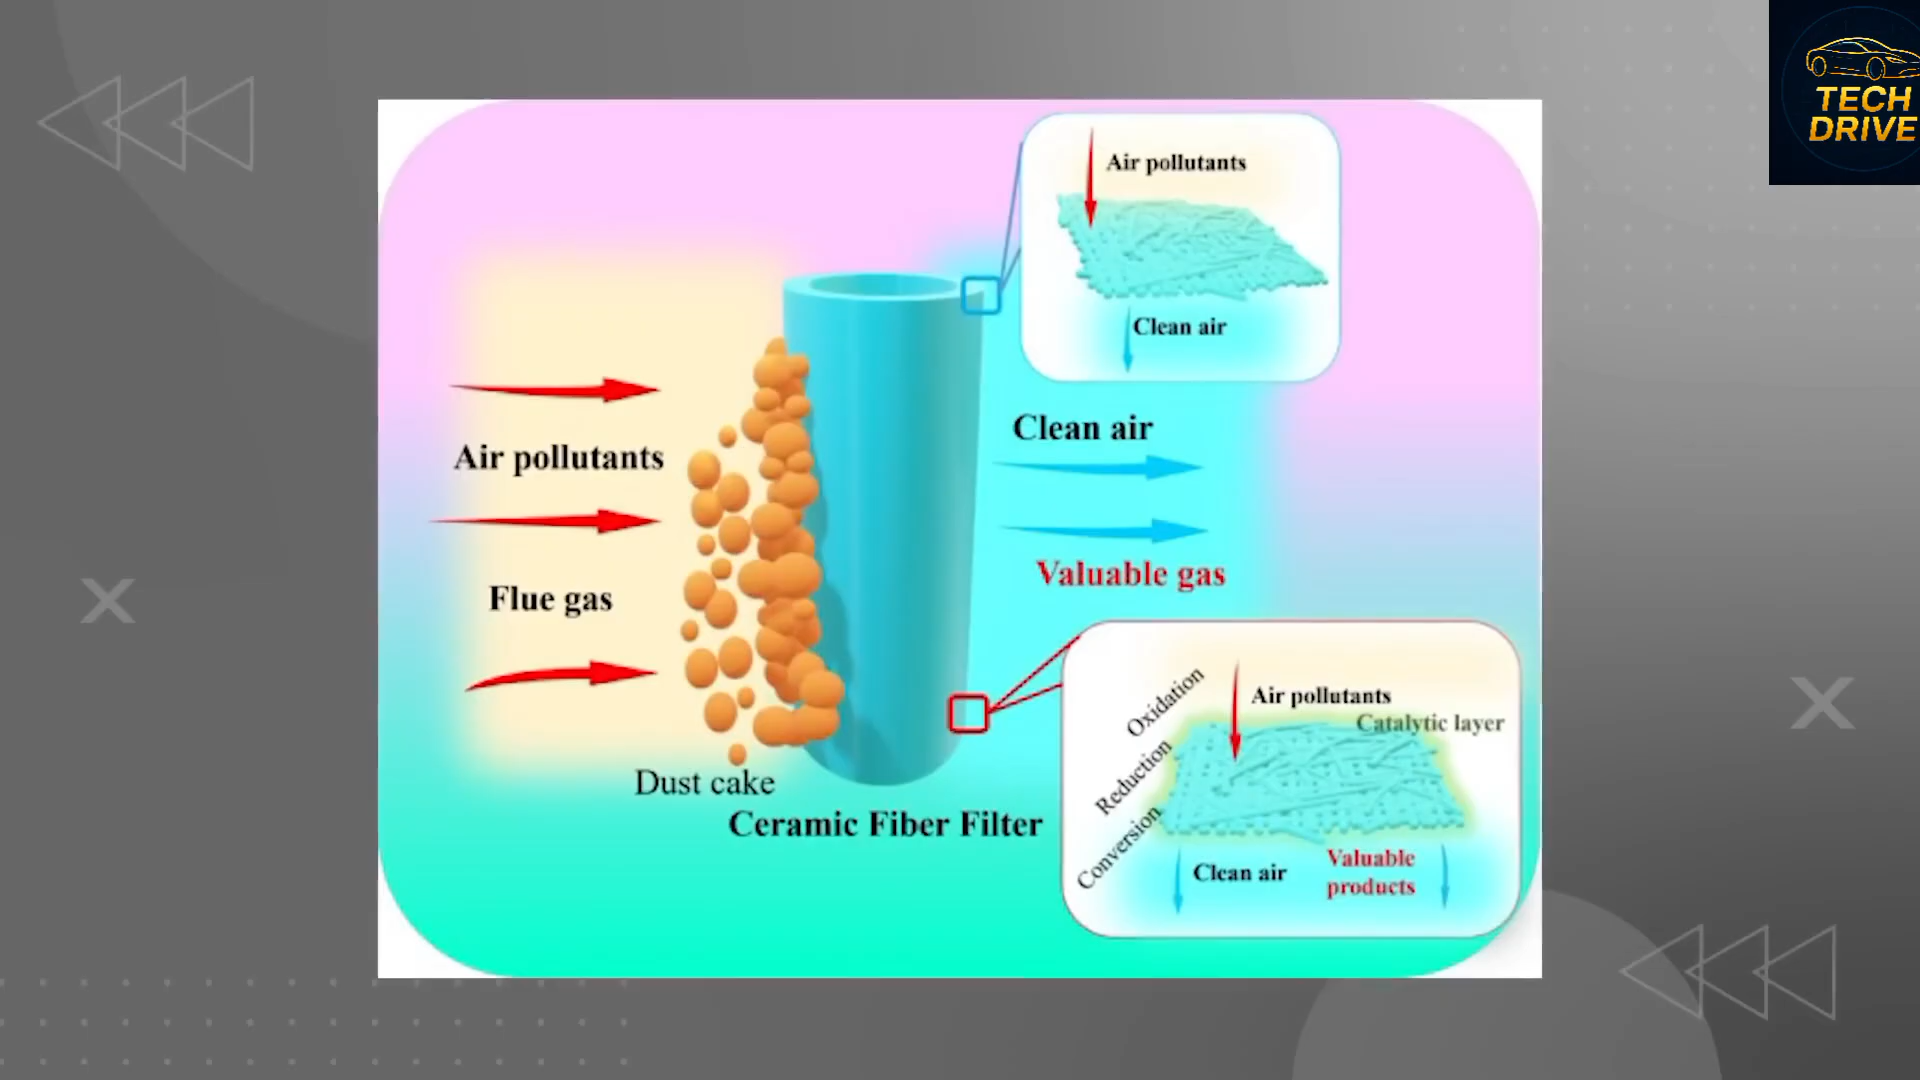 TECH
DRIVE
Air pollutants
Clean air
Clean air
Air pollutants
Valuable gas
Flue gas
Oxidation
Air pollutants
Catalytic layer
Reduction
Conversion
Dust cake
Ceramic Fiber Filter
Clean air
Valuable
products